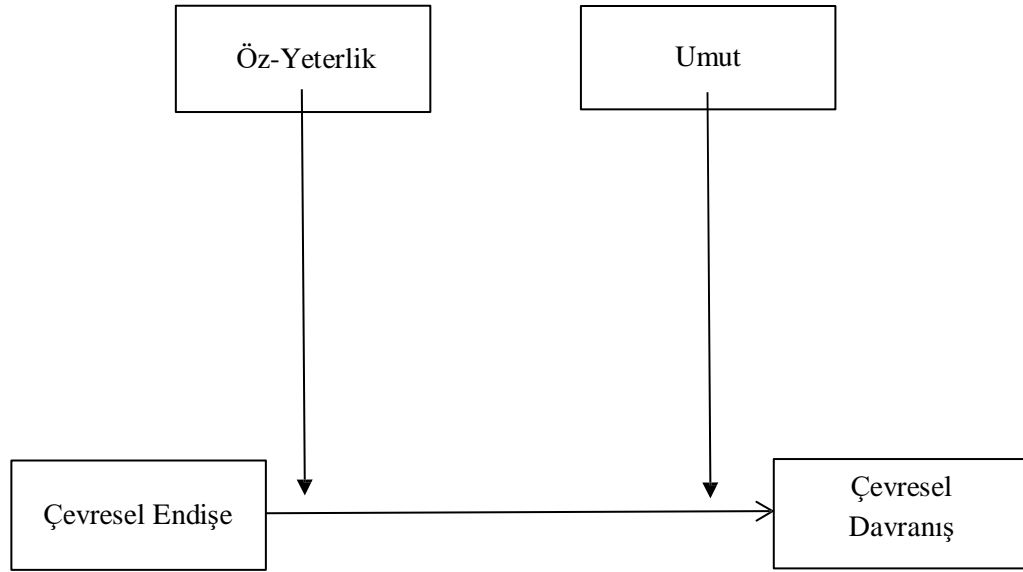 Öz-Yeterlik
Umut
Çevresel Endişe
Çevresel
Davranış